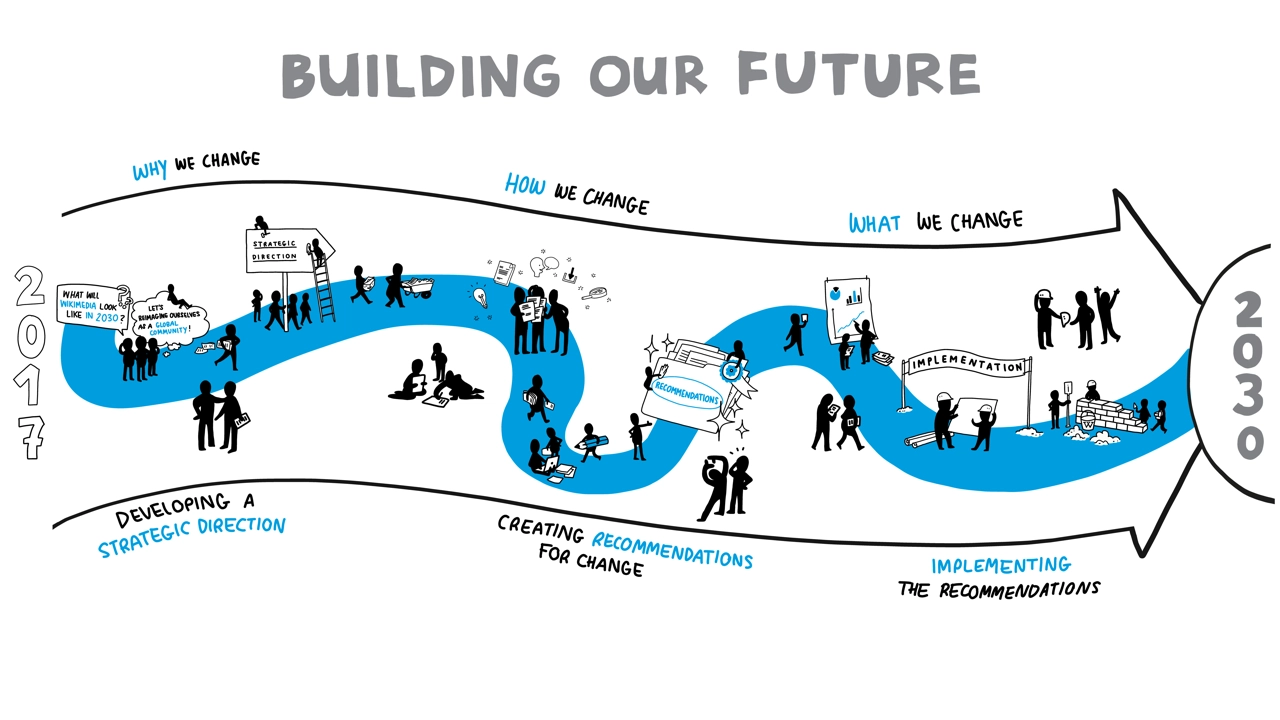 BUILDING OUR FUTURE
WHY WE CHANGE
HOW WE CHANGE
WHAT WE CHANGE
2017
WHAT WILL
WIKIMEDIA LOOK
LIKE IN 2030?
LET'S
REIMAGING OURSELVES
AS A GLOBAL
COMMUNITY!
STRATEGIC
DIRECTION
RECOMMENDATIONS
IMPLEMENTATION
2030
DEVELOPING A
STRATEGIC DIRECTION
CREATING RECOMMENDATIONS
FOR CHANGE
IMPLEMENTING
THE RECOMMENDATIONS